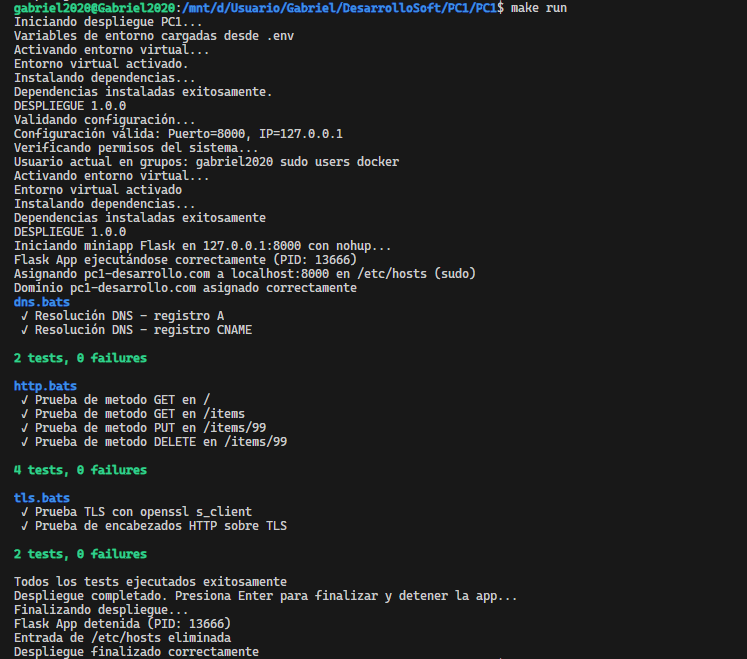 gabriel2020@Gabriel2020:/mnt/d/Usuario/Gabriel/DesarrolloSoft/PC1/PC1$ make run
Iniciando despliegue PC1...
Variables de entorno cargadas desde .env
Activando entorno virtual...
Entorno virtual activado.
Instalando dependencias...
Dependencias instaladas exitosamente.
DESPLIEGUE 1.0.0
Validando configuración...
Configuración válida: Puerto=8000, IP=127.0.0.1
Verificando permisos del sistema...
Usuario actual en grupos: gabriel2020 sudo users docker
Activando entorno virtual...
Entorno virtual activado
Instalando dependencias...
Dependencias instaladas exitosamente
DESPLIEGUE 1.0.0
Iniciando miniapp Flask en 127.0.0.1:8000 con nohup...
Flask App ejecutándose correctamente (PID: 13666)
Asignando pc1-desarrollo.com a localhost:8000 en /etc/hosts (sudo)
Dominio pc1-desarrollo.com asignado correctamente
dns.bats
✓ Resolución DNS - registro A
✓ Resolución DNS - registro CNAME
2 tests, 0 failures
http.bats
✓ Prueba de metodo GET en /
✓ Prueba de metodo GET en /items
✓ Prueba de metodo PUT en /items/99
✓ Prueba de metodo DELETE en /items/99
4 tests, 0 failures
tls.bats
✓ Prueba TLS con openssl s_client
✓ Prueba de encabezados HTTP sobre TLS
2 tests, 0 failures
Todos los tests ejecutados exitosamente
Despliegue completado. Presiona Enter para finalizar y detener la app...
Finalizando despliegue...
Flask App detenida (PID: 13666)
Entrada de /etc/hosts eliminada
Despliegue finalizado correctamente